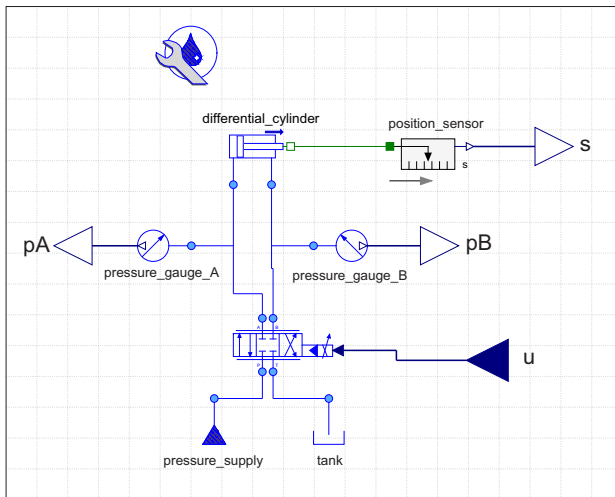 differential_cylinder
position_sensor
s
s
pA
pressure_gauge_A
pressure_gauge_B
pB
A B
u
P T
pressure_supply
tank